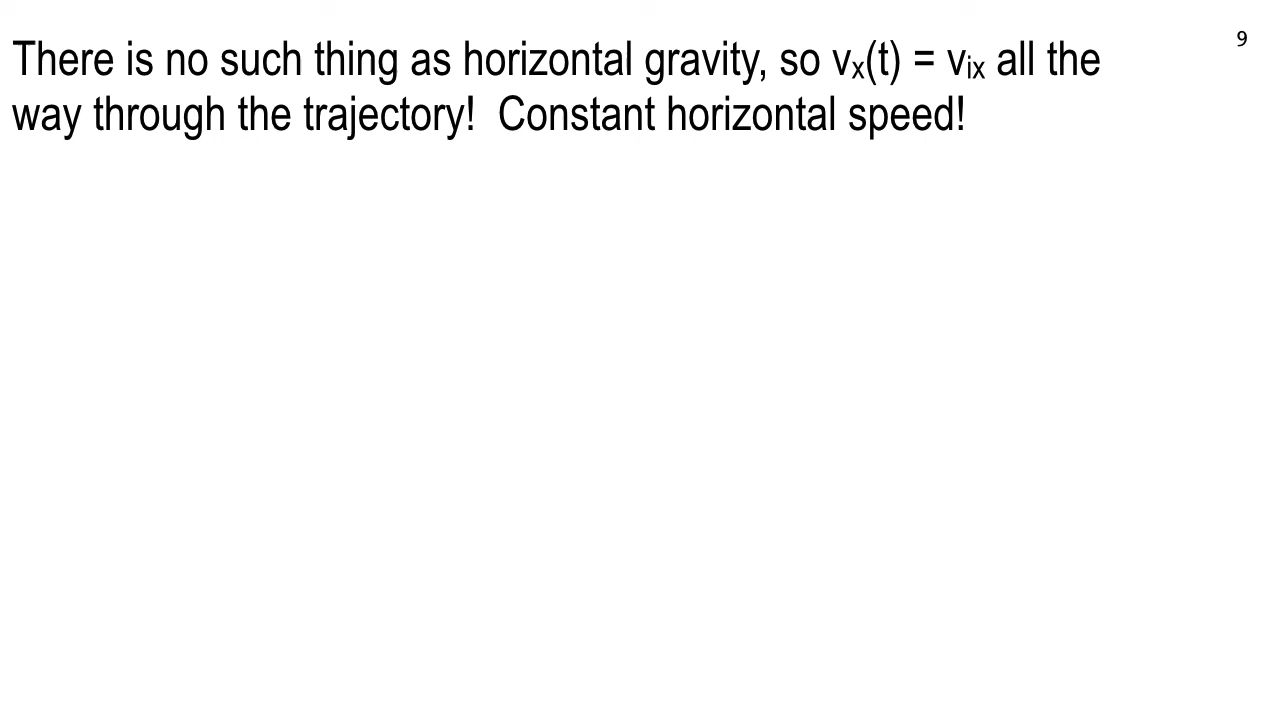 9
There is no such thing as horizontal gravity, so vₓ(t) = vᵢₓ all the
way through the trajectory!  Constant horizontal speed!